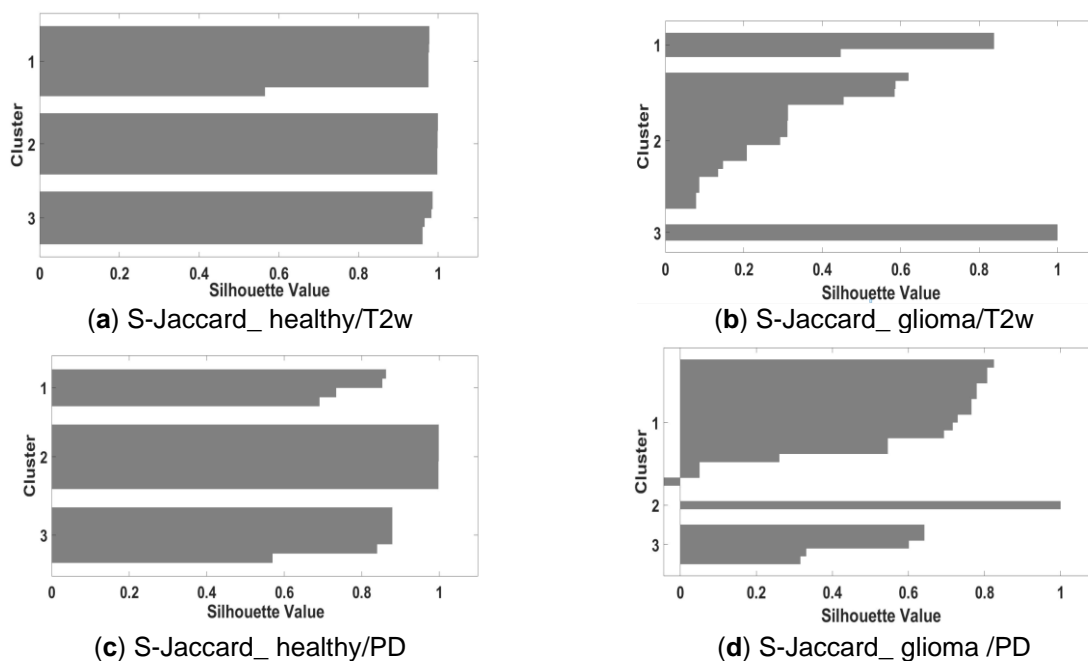 1
2
3
Cluster
0 0.2 0.4 0.6 0.8 1
Silhouette Value
(a) S-Jaccard_ healthy/T2w
1
2
3
Cluster
0 0.2 0.4 0.6 0.8 1
Silhouette Value
(b) S-Jaccard_ glioma/T2w
1
2
3
Cluster
0 0.2 0.4 0.6 0.8 1
Silhouette Value
(c) S-Jaccard_ healthy/PD
1
2
3
Cluster
0 0.2 0.4 0.6 0.8 1
Silhouette Value
(d) S-Jaccard_ glioma /PD